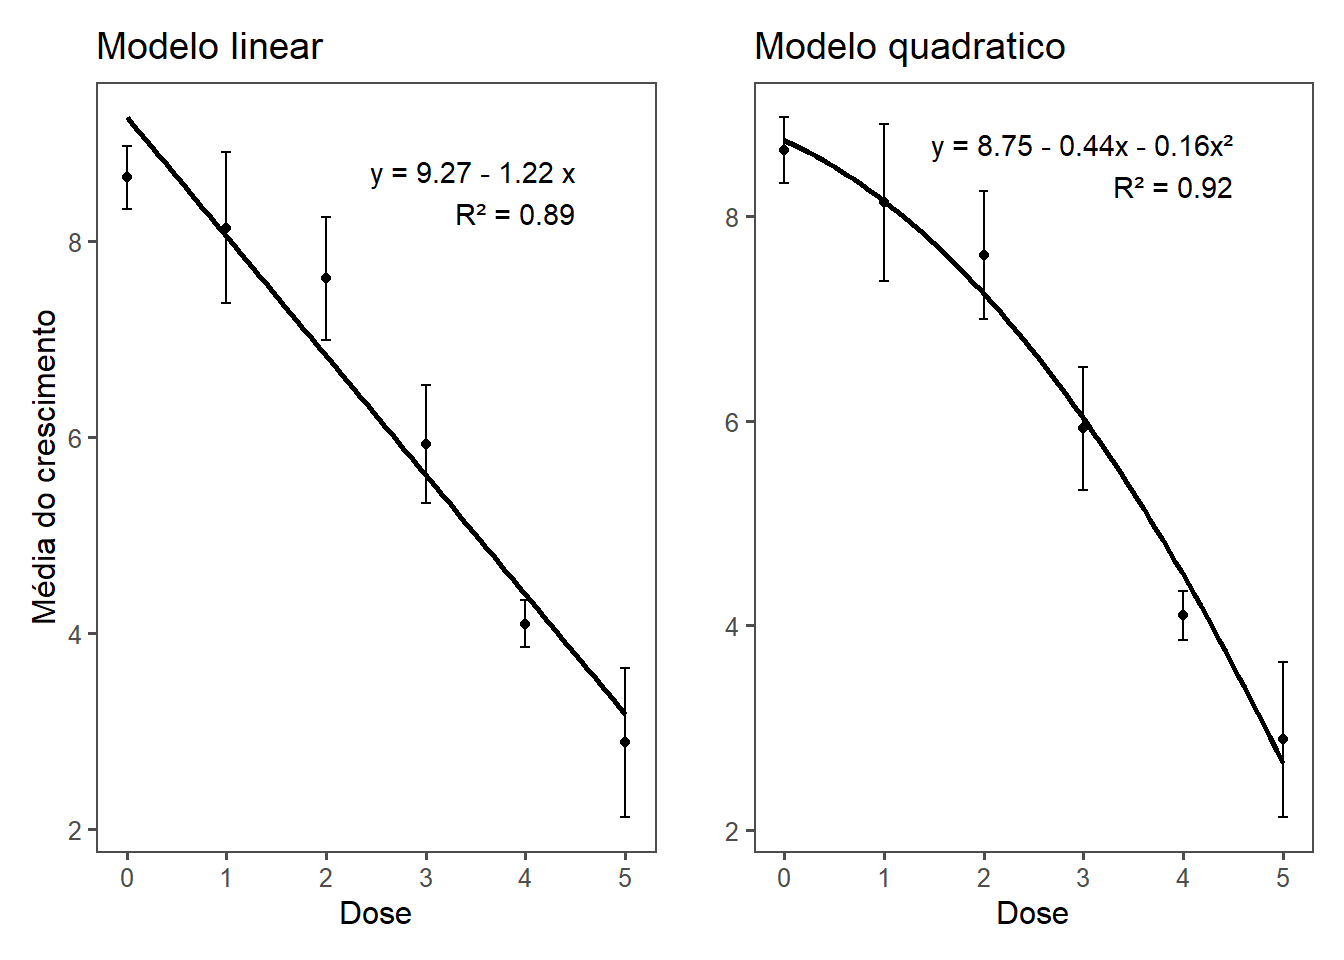 Modelo linear
Média do crescimento
8
6
4
2
y = 9.27 - 1.22 x
R² = 0.89
0 1 2 3 4 5
Dose
Modelo quadratico
8
6
4
2
y = 8.75 - 0.44x - 0.16x²
R² = 0.92
0 1 2 3 4 5
Dose